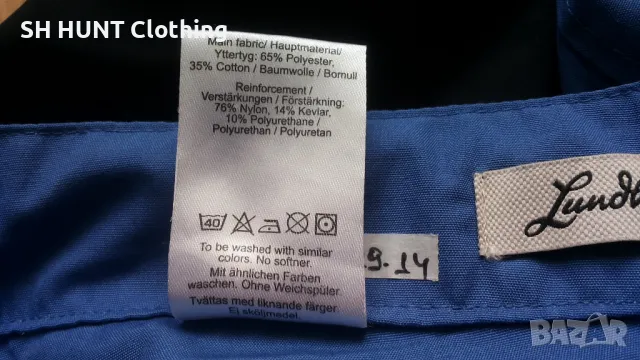 SH HUNT Clothing
Main fabric/ Hauptmaterial/
Yttertyg: 65% Polyester,
35% Cotton / Baumwolle / Bomull
Reinforcement /
Verstärkungen / Förstärkning:
76% Nylon, 14% Kevlar,
10% Polyurethane /
Polyurethan / Polyuretan
40
To be washed with similar
colors. No softner.
Mit ähnlichen Farben
waschen. Ohne Weichspüler.
Tvättas med liknande färger
Ej sköljmedel.
.9.14
Lundh
BAZAR